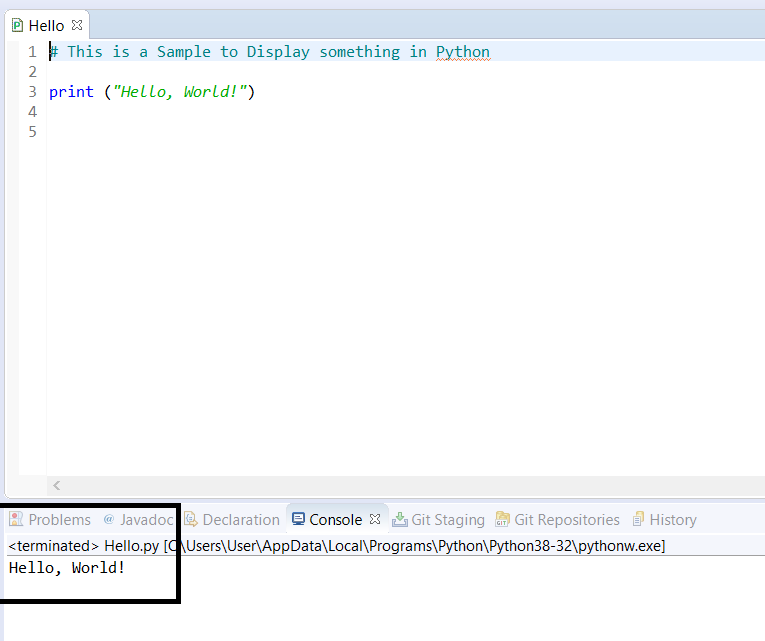 Hello
1 # This is a Sample to Display something in Python
2
3 print ("Hello, World!")
4
5
Problems @ Javadoc Declaration Console Git Staging Git Repositories History
<terminated> Hello.py [C:\Users\User\AppData\Local\Programs\Python\Python38-32\pythonw.exe]
Hello, World!